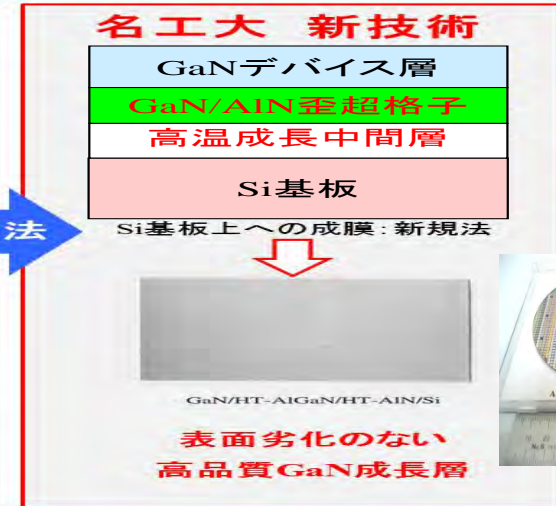 名工大 新技術
GaNデバイス層
GaN/AlN歪超格子
高温成長中間層
Si基板
法
Si基板上への成膜:新規法
GaN/HT-AlGaN/HT-AlN/Si
表面劣化のない
高品質GaN成長層